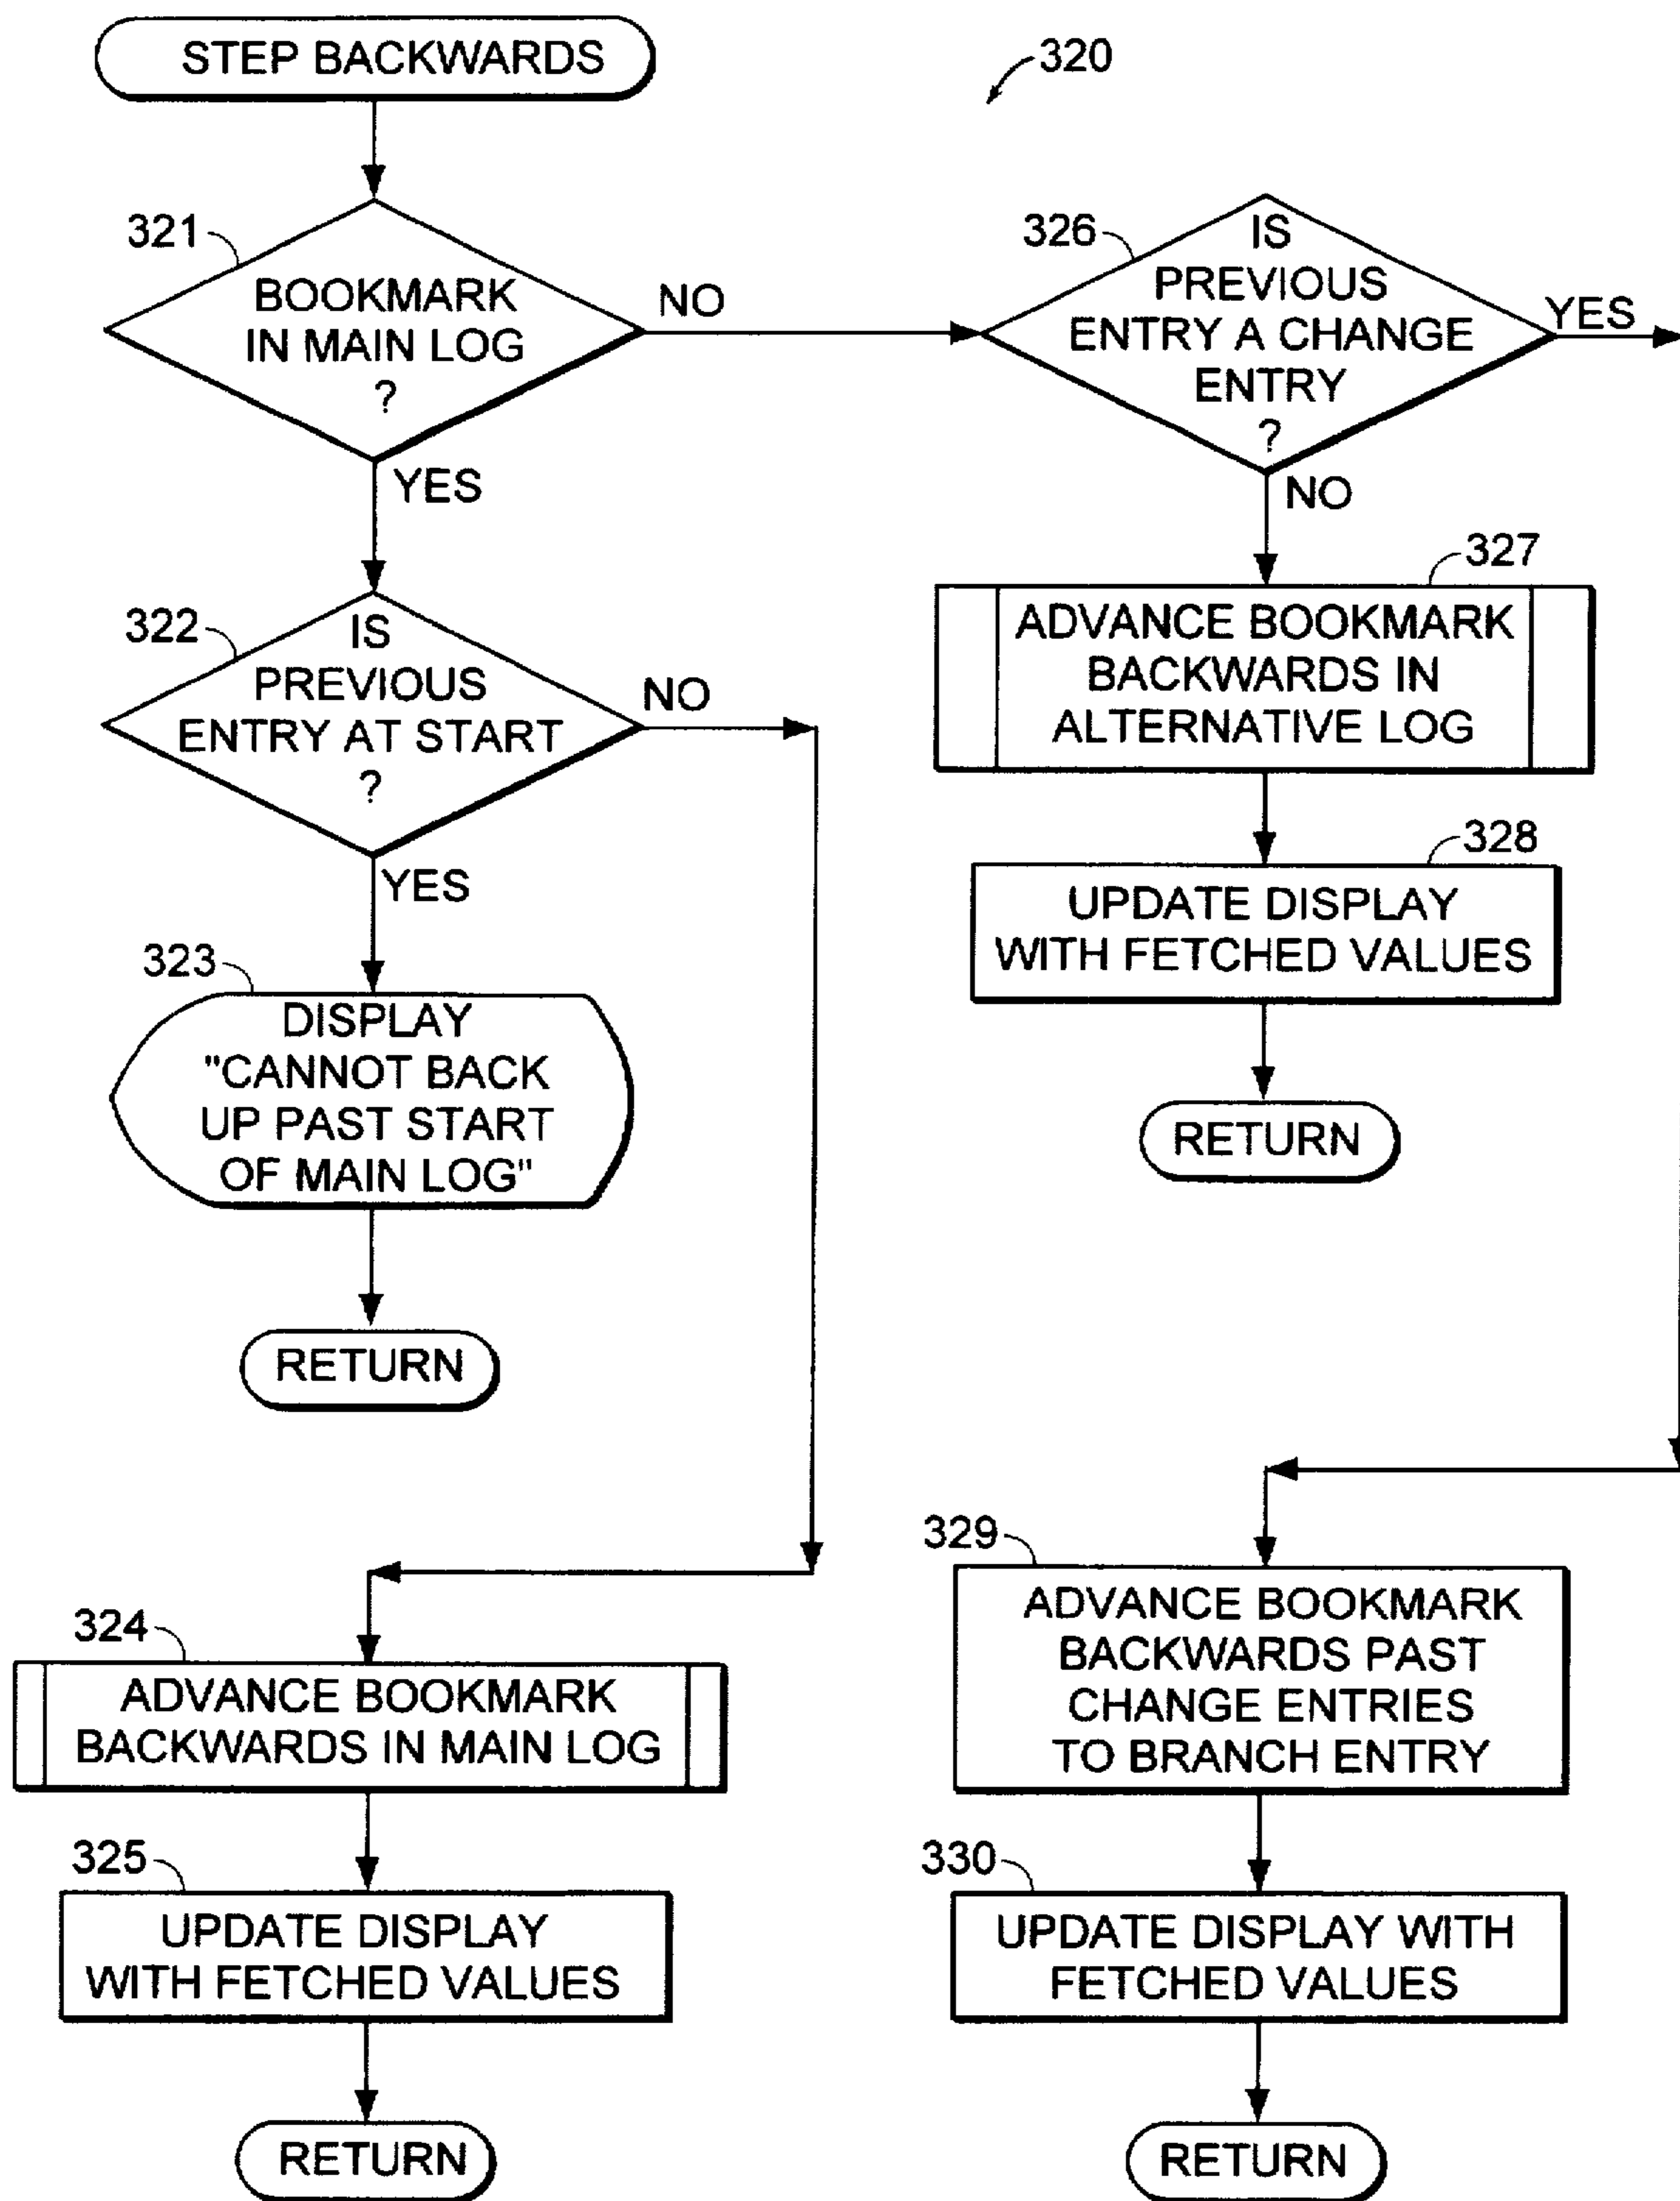 STEP BACKWARDS
320
321
BOOKMARK
IN MAIN LOG
?
NO
YES
326
IS
PREVIOUS
ENTRY A CHANGE
ENTRY
?
YES
NO
322
IS
PREVIOUS
ENTRY AT START
?
NO
YES
327
ADVANCE BOOKMARK
BACKWARDS IN
ALTERNATIVE LOG
328
UPDATE DISPLAY
WITH FETCHED VALUES
RETURN
323
DISPLAY
"CANNOT BACK
UP PAST START
OF MAIN LOG"
RETURN
324
ADVANCE BOOKMARK
BACKWARDS IN MAIN LOG
325
UPDATE DISPLAY
WITH FETCHED VALUES
RETURN
329
ADVANCE BOOKMARK
BACKWARDS PAST
CHANGE ENTRIES
TO BRANCH ENTRY
330
UPDATE DISPLAY WITH
FETCHED VALUES
RETURN